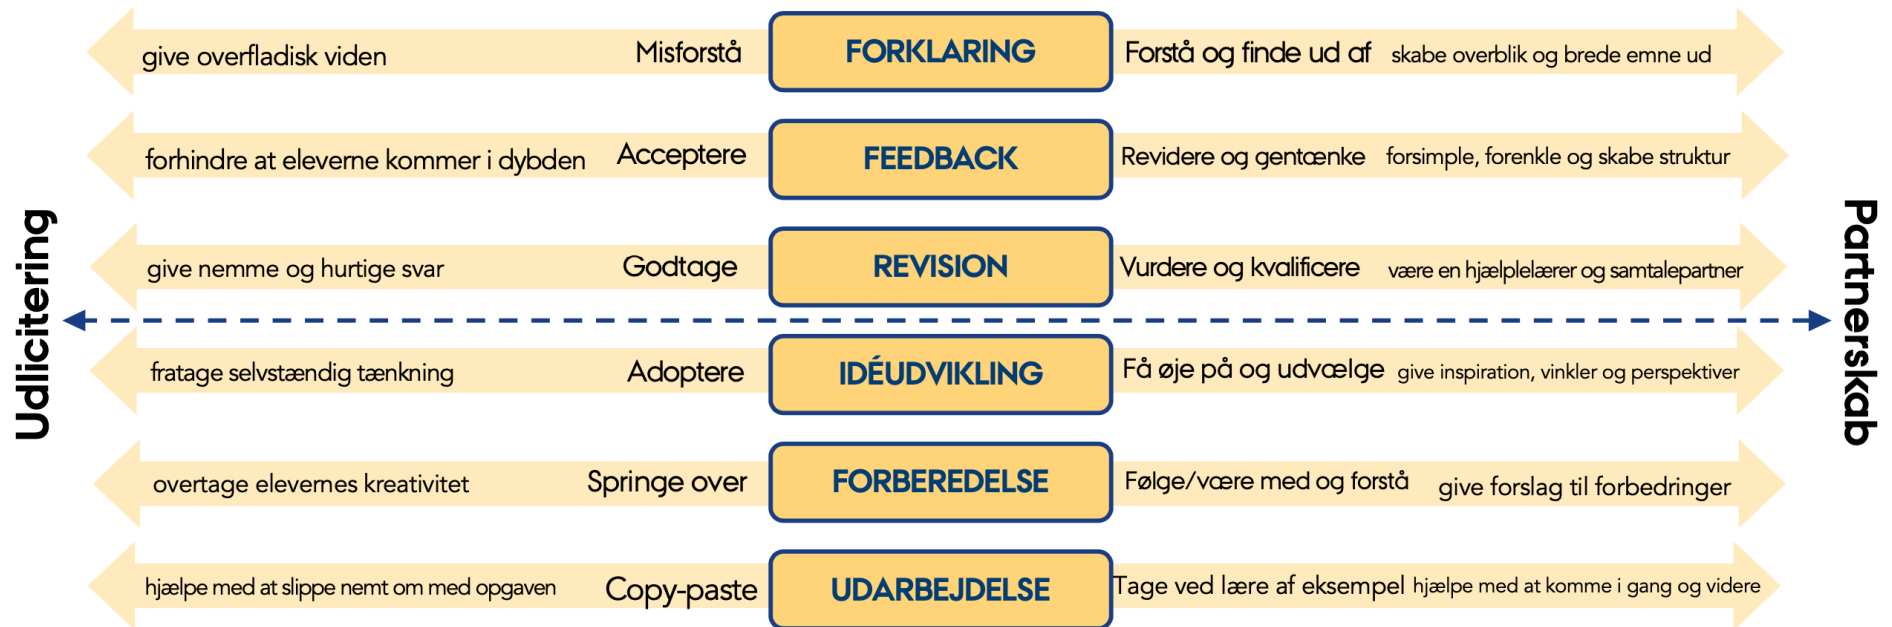 give overfladisk viden Misforstå FORKLARING Forstå og finde ud af skabe overblik og brede emne ud
forhindre at eleverne kommer i dybden Acceptere FEEDBACK Revidere og gentænke forsimple, forenkle og skabe struktur
give nemme og hurtige svar Godtage REVISION Vurdere og kvalificere være en hjælplelærer og samtalepartner
Udlicitering
Partnerskab
fratage selvstændig tænkning Adoptere IDÉUDVIKLING Få øje på og udvælge give inspiration, vinkler og perspektiver
overtage elevernes kreativitet Springe over FORBEREDELSE Følge/være med og forstå give forslag til forbedringer
hjælpe med at slippe nemt om med opgaven Copy-paste UDARBEJDELSE Tage ved lære af eksempel hjælpe med at komme i gang og videre